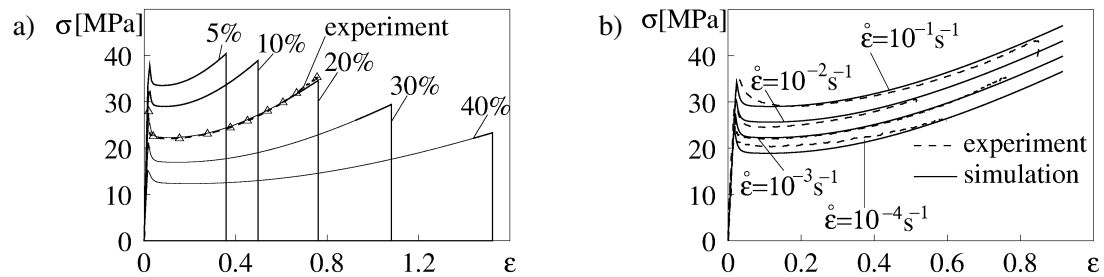 a) σ[MPa]
experiment
5%
10%
20%
30%
40%
40
30
20
10
0
0 0.4 0.8 1.2 ε
b) σ[MPa]
ε̊=10⁻¹s⁻¹
ε̊=10⁻²s⁻¹
ε̊=10⁻³s⁻¹
ε̊=10⁻⁴s⁻¹
experiment
simulation
40
30
20
10
0
0 0.2 0.4 0.6 0.8 ε